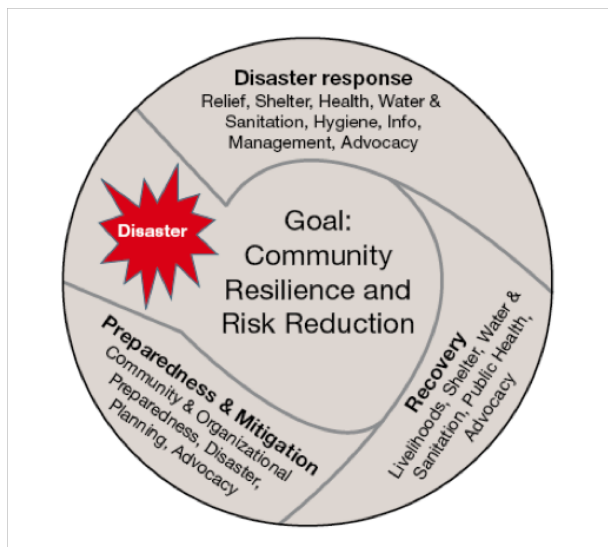 Disaster response
Relief, Shelter, Health, Water &
Sanitation, Hygiene, Info,
Management, Advocacy
Disaster
Goal:
Community
Resilience and
Risk Reduction
Recovery
Livelihoods, Shelter, Water &
Sanitation, Public Health,
Advocacy
Preparedness & Mitigation
Community & Organizational
Preparedness, Disaster,
Planning, Advocacy